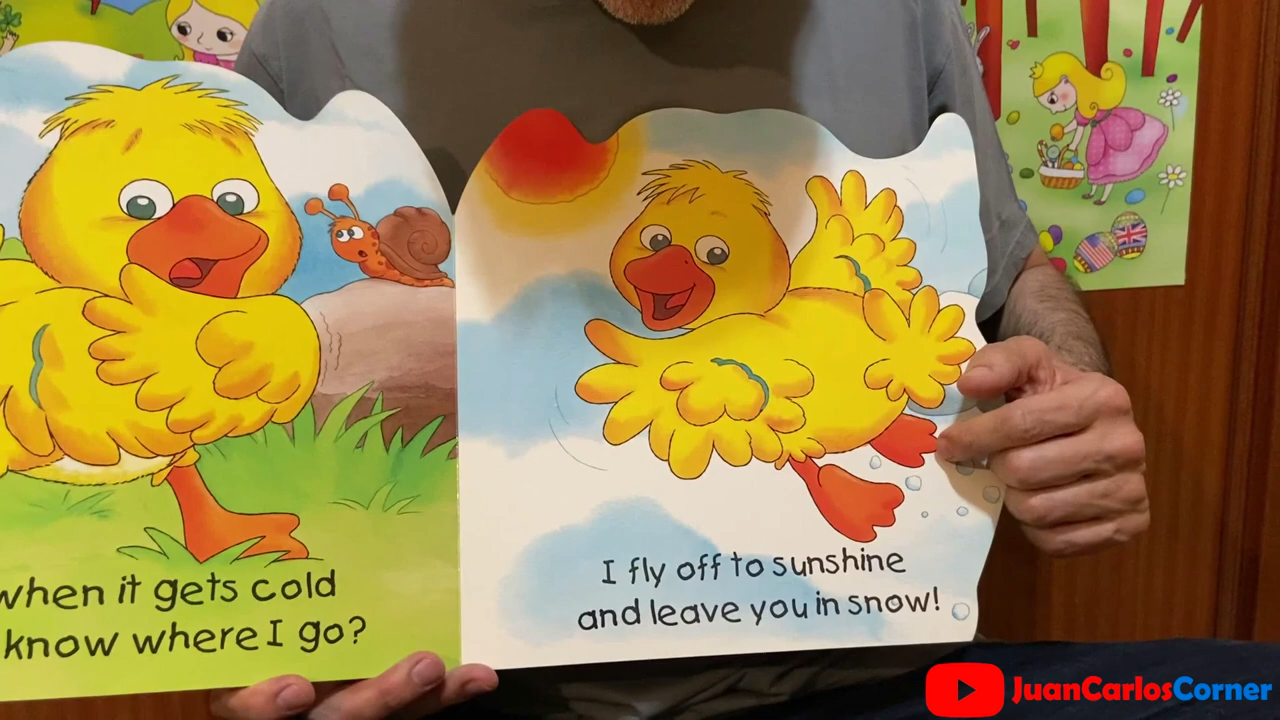 when it gets cold
know where I go?
I fly off to sunshine
and leave you in snow!
JuanCarlosCorner